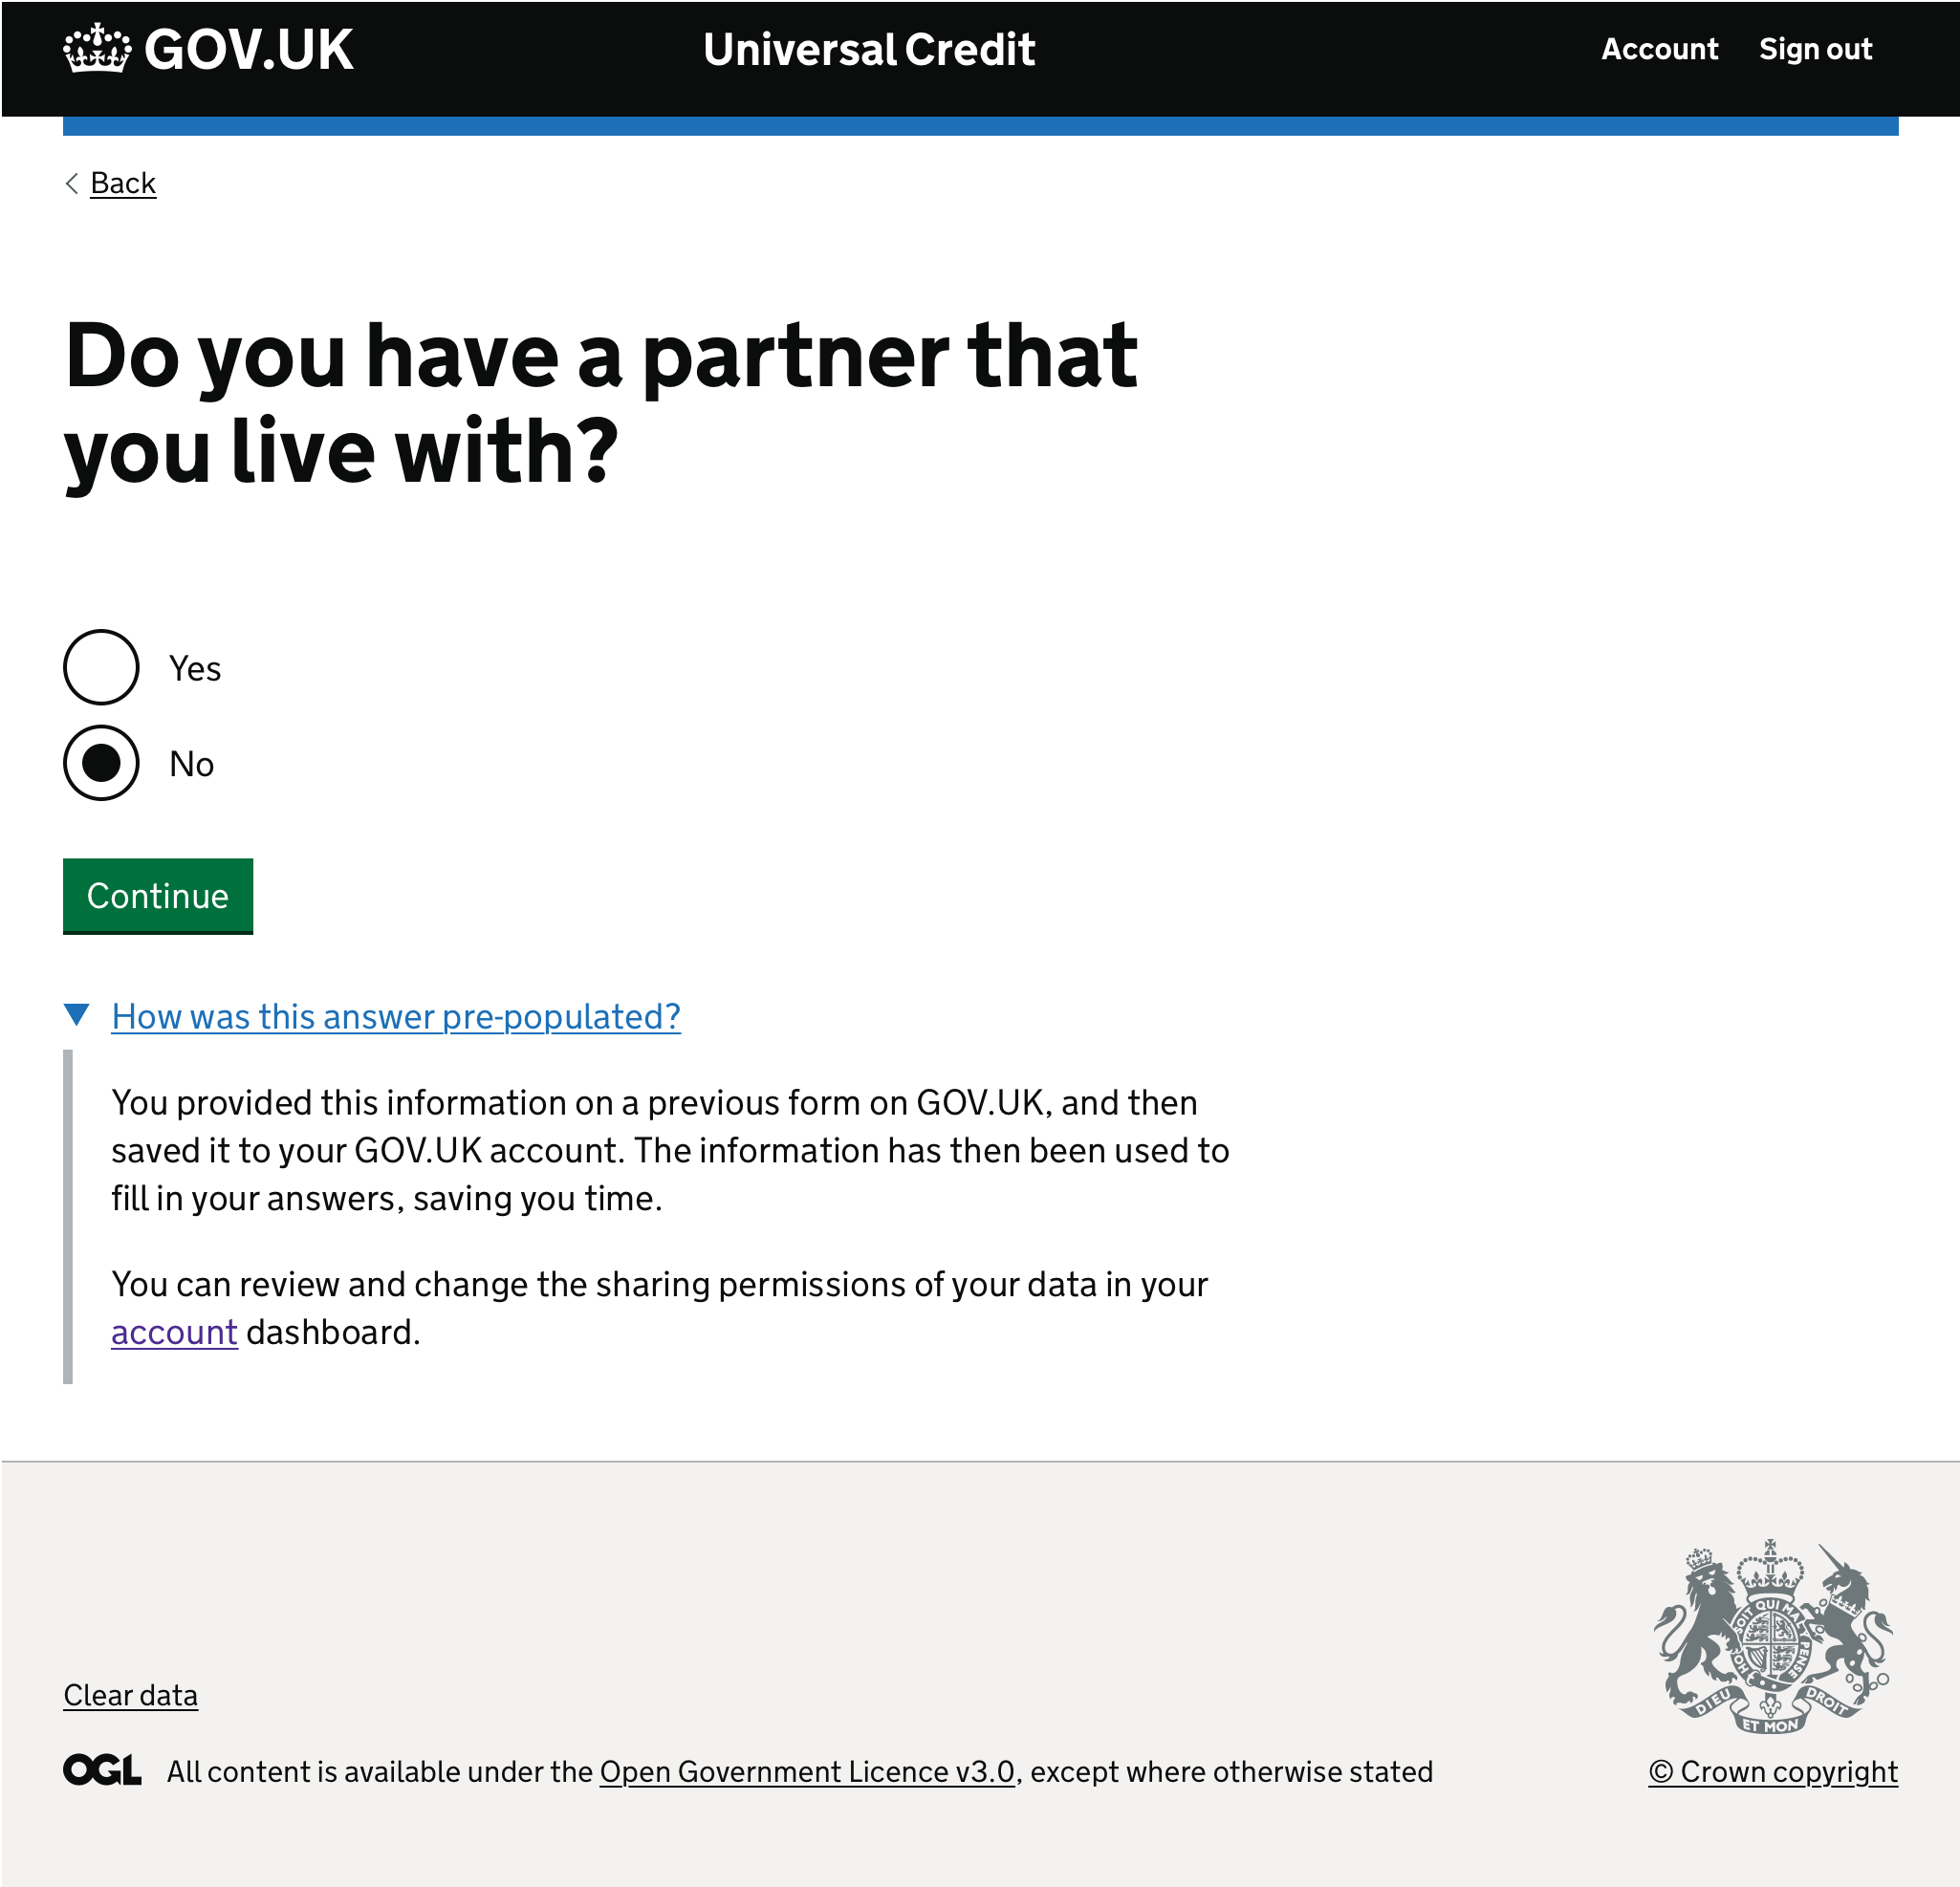 GOV.UK Universal Credit Account Sign out
Back
Do you have a partner that
you live with?
Yes
No
Continue
How was this answer pre-populated?
You provided this information on a previous form on GOV.UK, and then
saved it to your GOV.UK account. The information has then been used to
fill in your answers, saving you time.
You can review and change the sharing permissions of your data in your
account dashboard.
SOIT QUI MAL Y PENSE HON
DIEU ET MON DROIT
Clear data
OGL All content is available under the Open Government Licence v3.0, except where otherwise stated
© Crown copyright